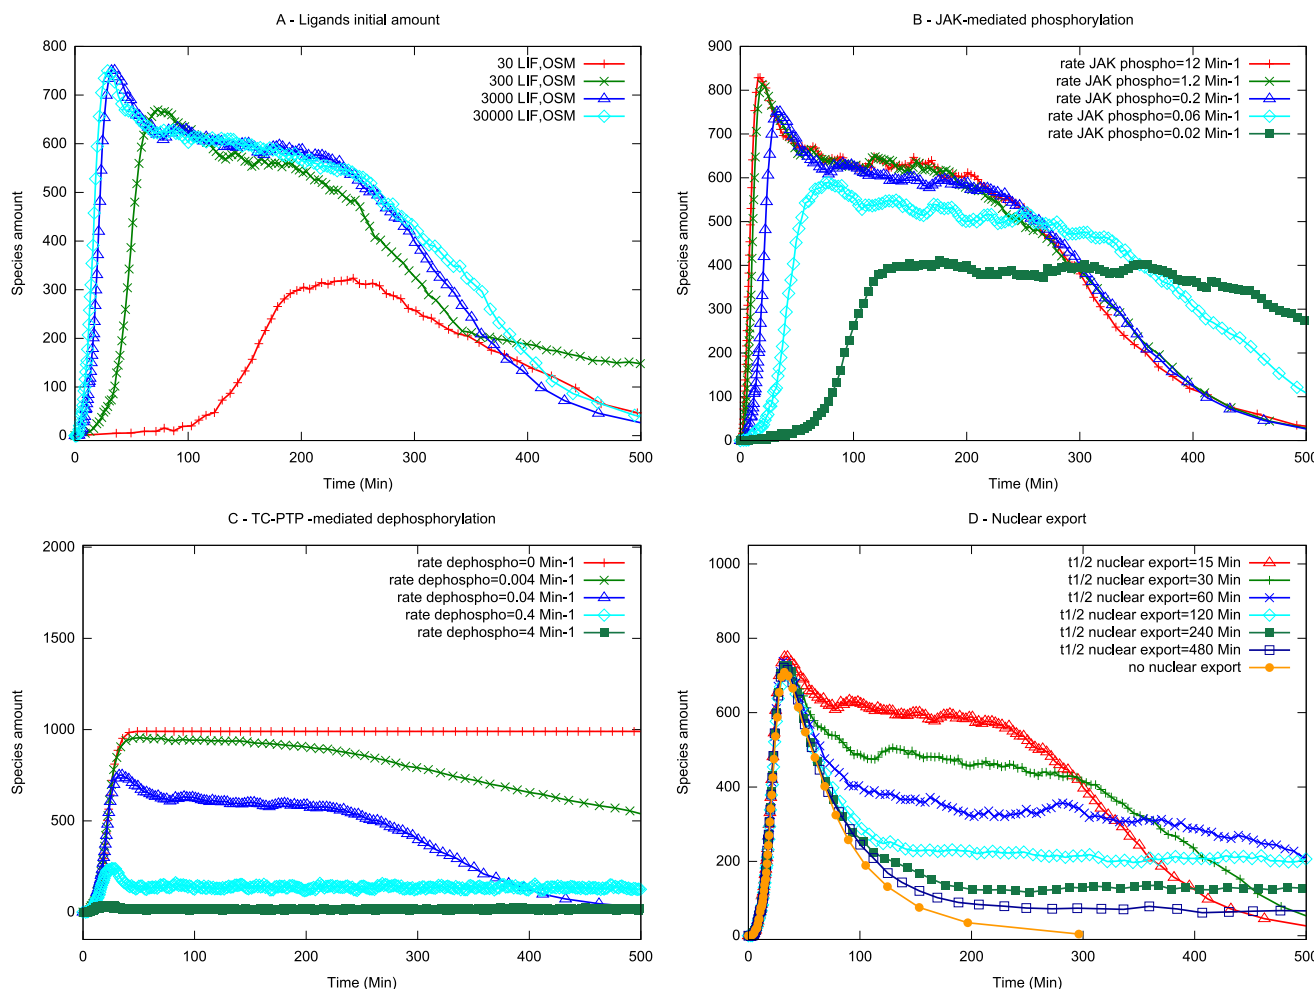 A - Ligands initial amount
800
700
600
500
400
300
200
100
0
0 100 200 300 400 500
Species amount
Time (Min)
30 LIF,OSM
300 LIF,OSM
3000 LIF,OSM
30000 LIF,OSM
B - JAK-mediated phosphorylation
900
800
700
600
500
400
300
200
100
0
0 100 200 300 400 500
Species amount
Time (Min)
rate JAK phospho=12 Min-1
rate JAK phospho=1.2 Min-1
rate JAK phospho=0.2 Min-1
rate JAK phospho=0.06 Min-1
rate JAK phospho=0.02 Min-1
C - TC-PTP -mediated dephosphorylation
2000
1500
1000
500
0
0 100 200 300 400 500
Species amount
Time (Min)
rate dephospho=0 Min-1
rate dephospho=0.004 Min-1
rate dephospho=0.04 Min-1
rate dephospho=0.4 Min-1
rate dephospho=4 Min-1
D - Nuclear export
1000
800
600
400
200
0
0 100 200 300 400 500
Species amount
Time (Min)
t1/2 nuclear export=15 Min
t1/2 nuclear export=30 Min
t1/2 nuclear export=60 Min
t1/2 nuclear export=120 Min
t1/2 nuclear export=240 Min
t1/2 nuclear export=480 Min
no nuclear export